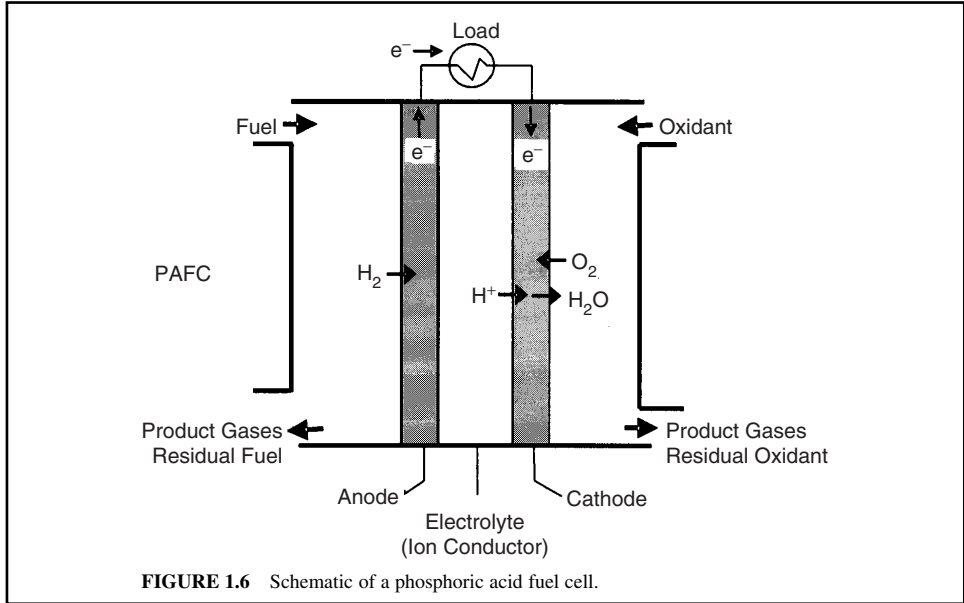 Load
e⁻
Fuel
Oxidant
e⁻
e⁻
PAFC
H₂
O₂
H⁺
H₂O
Product Gases
Residual Fuel
Product Gases
Residual Oxidant
Anode
Cathode
Electrolyte
(Ion Conductor)
FIGURE 1.6 Schematic of a phosphoric acid fuel cell.